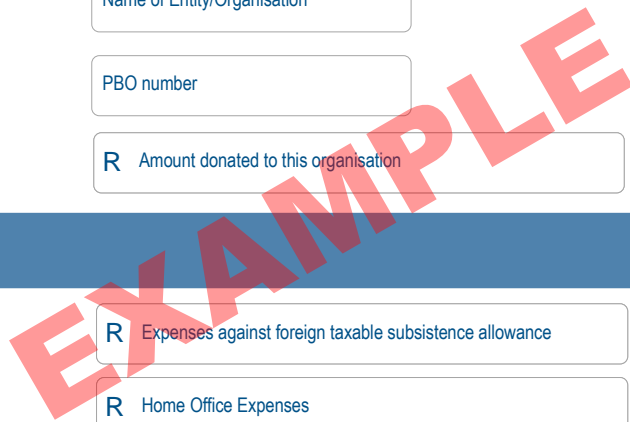 Name of Entity/Organisation
PBO number
R Amount donated to this organisation
EXAMPLE
R Expenses against foreign taxable subsistence allowance
R Home Office Expenses